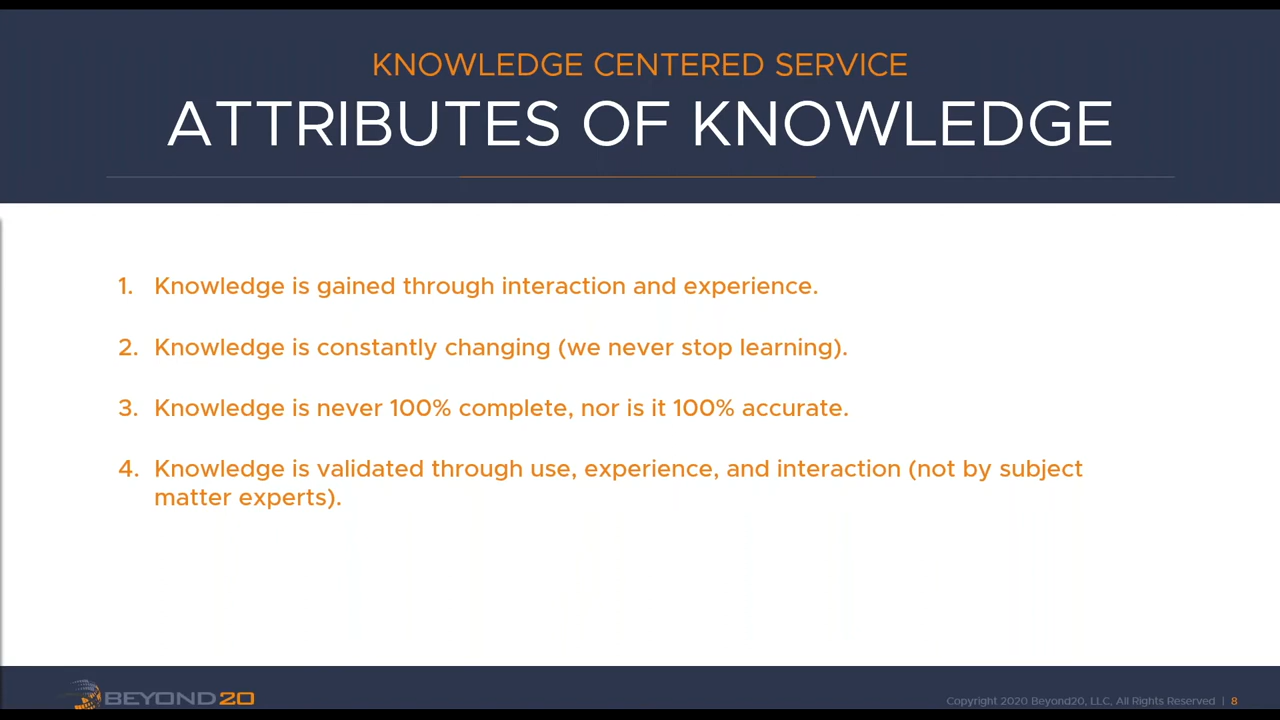 KNOWLEDGE CENTERED SERVICE
ATTRIBUTES OF KNOWLEDGE
1. Knowledge is gained through interaction and experience.
2. Knowledge is constantly changing (we never stop learning).
3. Knowledge is never 100% complete, nor is it 100% accurate.
4. Knowledge is validated through use, experience, and interaction (not by subject
matter experts).
BEYOND20
Copyright 2020 Beyond20, LLC, All Rights Reserved | 8